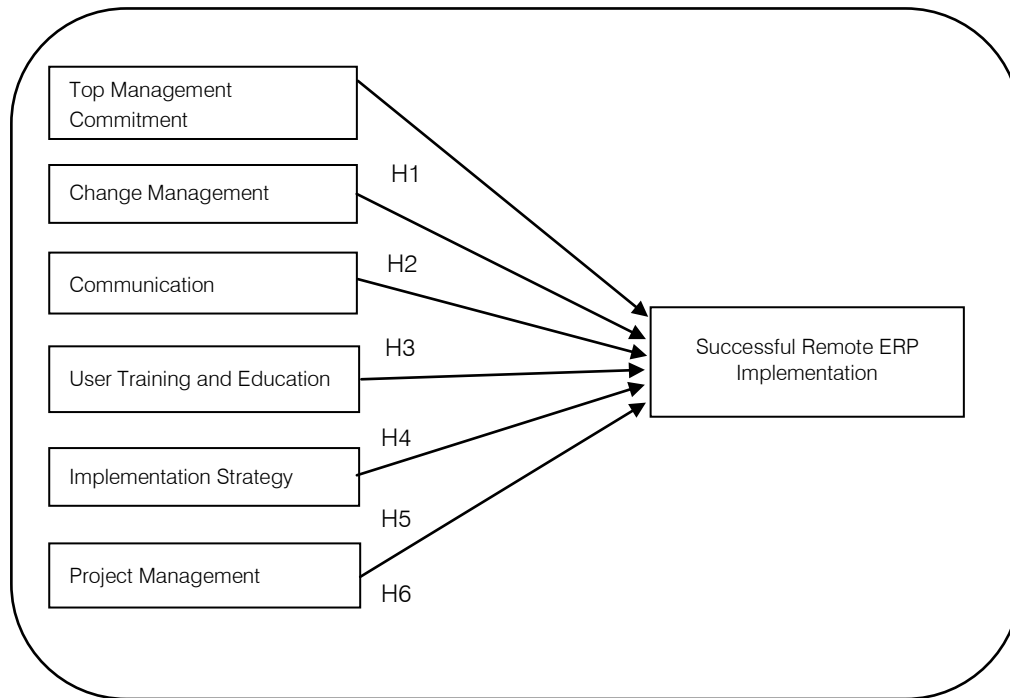 Top Management
Commitment
H1
Change Management
H2
Communication
H3
User Training and Education
H4
Implementation Strategy
H5
Project Management
H6
Successful Remote ERP
Implementation